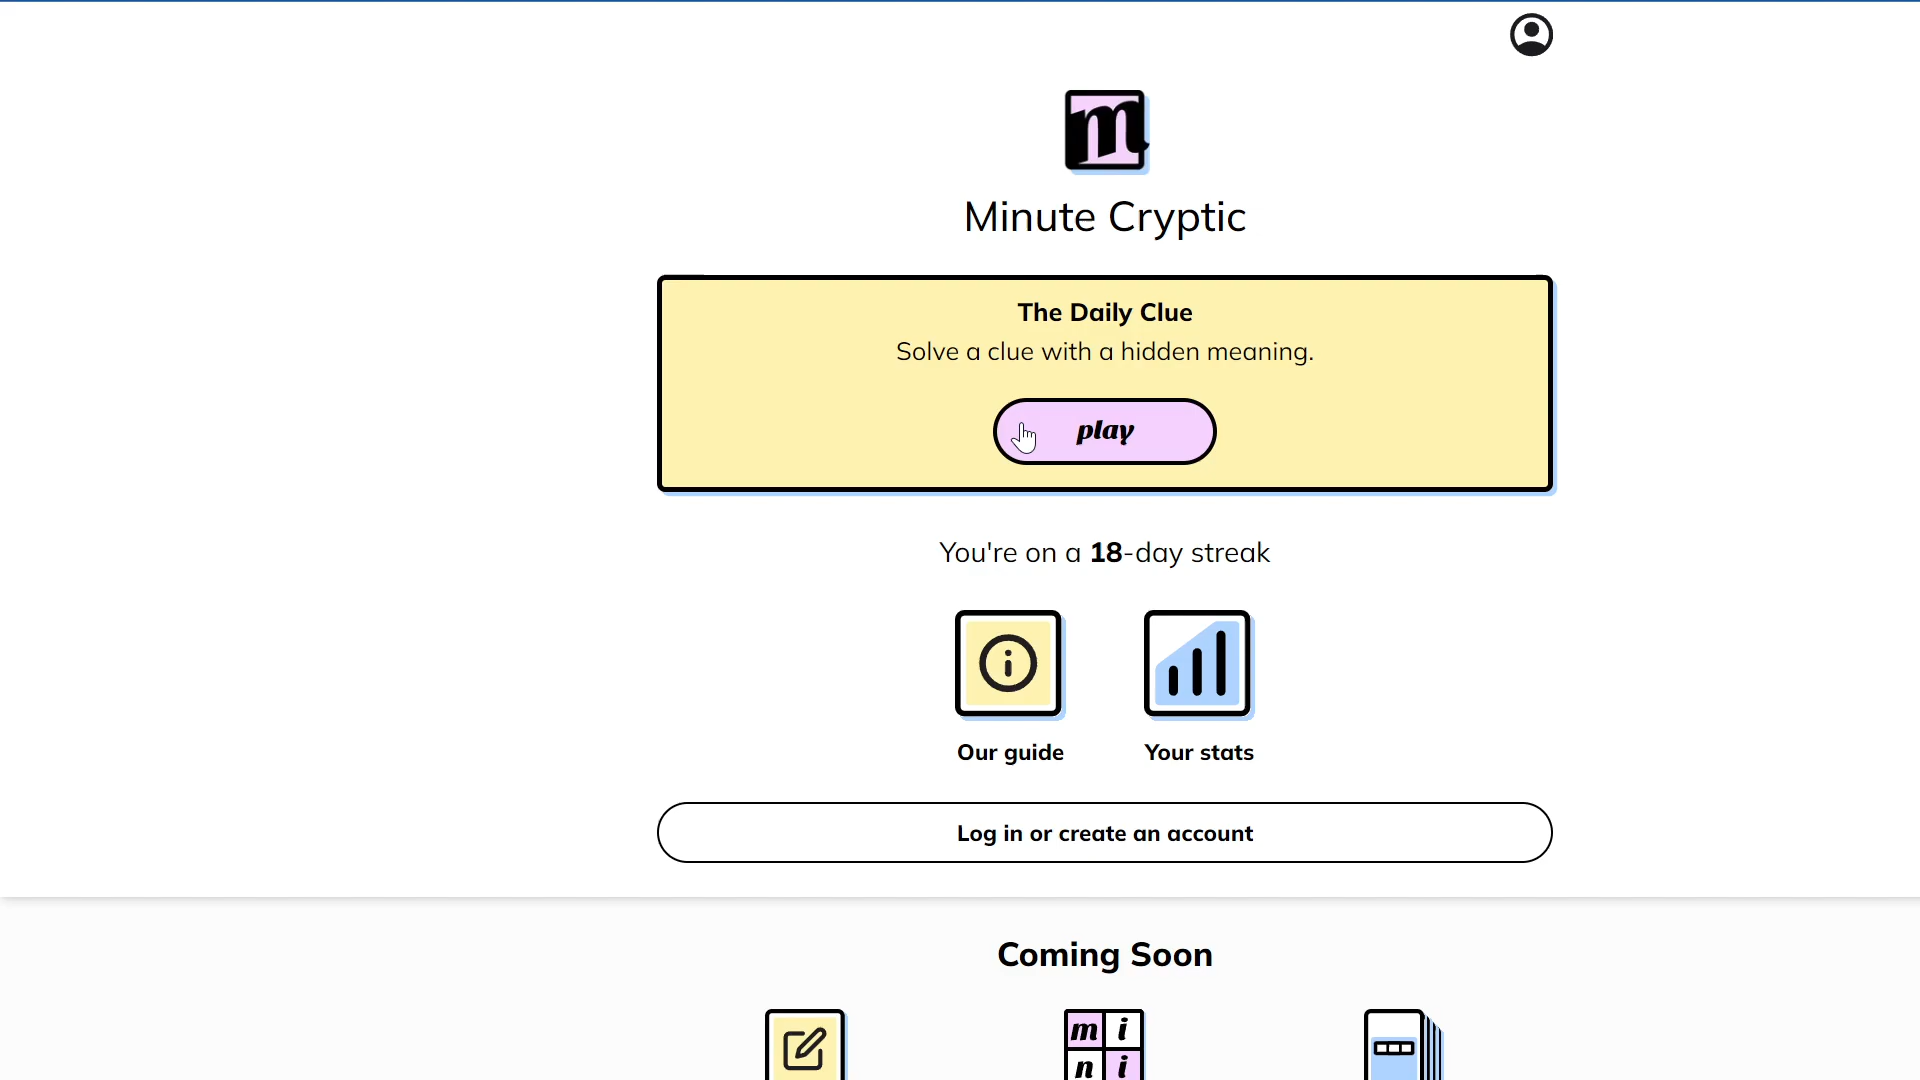 m
Minute Cryptic
The Daily Clue
Solve a clue with a hidden meaning.
play
You're on a 18-day streak
Our guide
Your stats
Log in or create an account
Coming Soon
m i
n i